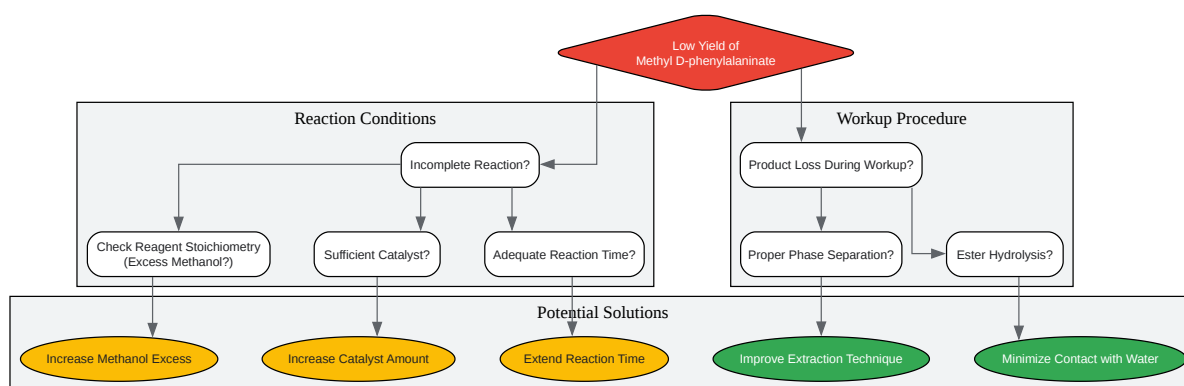 Low Yield of
Methyl D-phenylalaninate
Reaction Conditions
Workup Procedure
Incomplete Reaction?
Product Loss During Workup?
Check Reagent Stoichiometry
(Excess Methanol?)
Sufficient Catalyst?
Adequate Reaction Time?
Proper Phase Separation?
Ester Hydrolysis?
Potential Solutions
Increase Methanol Excess
Increase Catalyst Amount
Extend Reaction Time
Improve Extraction Technique
Minimize Contact with Water